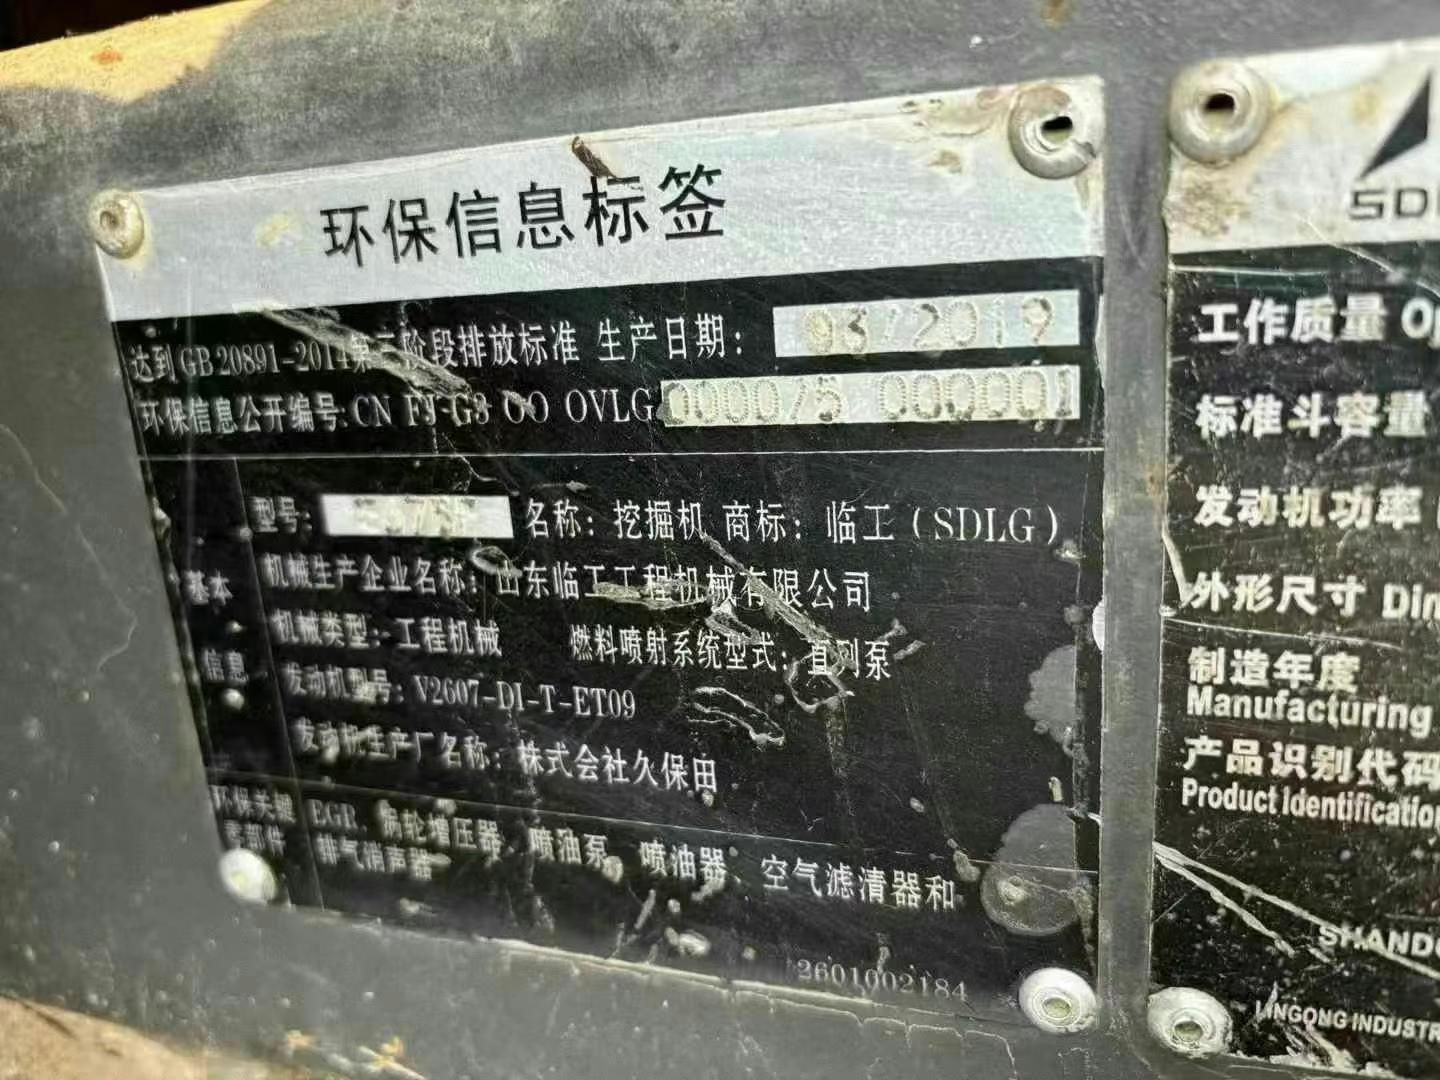 环保信息标签
达到GB 20891-2014第三阶段排放标准 生产日期：03/2019
环保信息公开编号:CN FJ G3 OO OVLG 000075 000001
型号：
名称：挖掘机 商标：临工（SDLG）
机械生产企业名称：山东临工工程机械有限公司
机械类型：工程机械 燃料喷射系统型式：直列泵
发动机型号：V2607-DI-T-ET09
发动机生产厂名称：株式会社久保田
基本
信息
环保关键
零部件
EGR、涡轮增压器、喷油泵、喷油器、空气滤清器和
排气消声器
2601002184
SD
工作质量 Op
标准斗容量
发动机功率
外形尺寸 Dim
制造年度
Manufacturing
产品识别代码
Product Identification
SHANDO
LINGONG INDUSTR